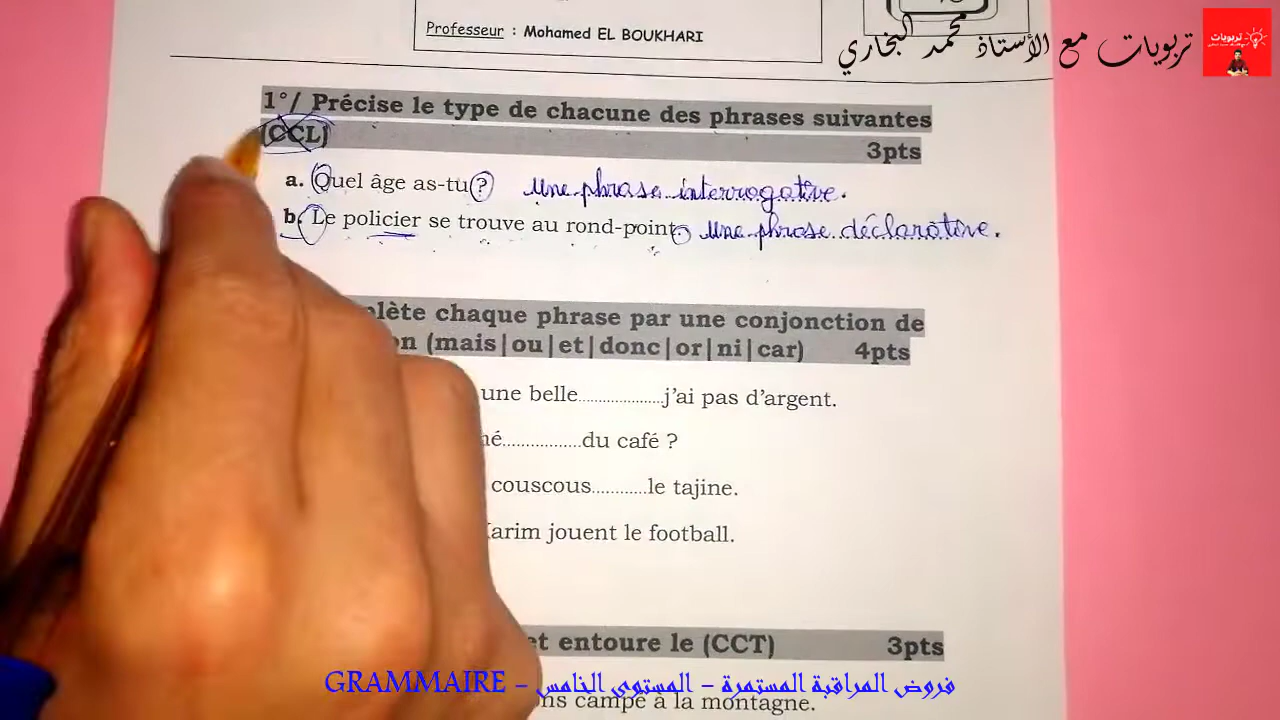 Professeur : Mohamed EL BOUKHARI
تربويات مع الأستاذ محمد البخاري
تربويات
1°/ Précise le type de chacune des phrases suivantes
(CCL) 3pts
a. Quel âge as-tu ? Une phrase interrogative.
b. Le policier se trouve au rond-point. Une phrase déclarative.
plète chaque phrase par une conjonction de
on (mais|ou|et|donc|or|ni|car) 4pts
une belle....................j'ai pas d'argent.
né.................du café ?
couscous............le tajine.
Karim jouent le football.
et entoure le (CCT) 3pts
ns campé à la montagne.
GRAMMAIRE - فروض المراقبة المستمرة - المستوى الخامس